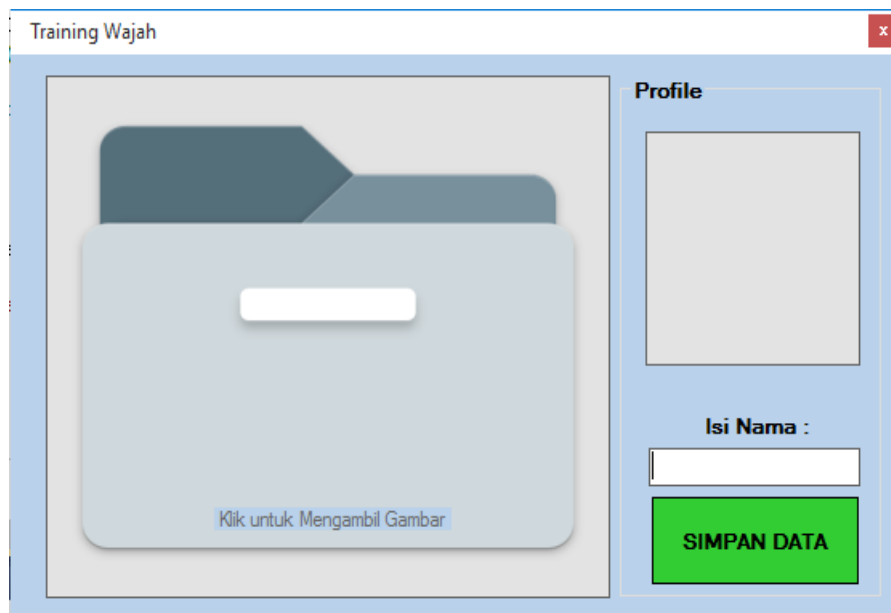 Training Wajah
x
Profile
Klik untuk Mengambil Gambar
Isi Nama :
SIMPAN DATA